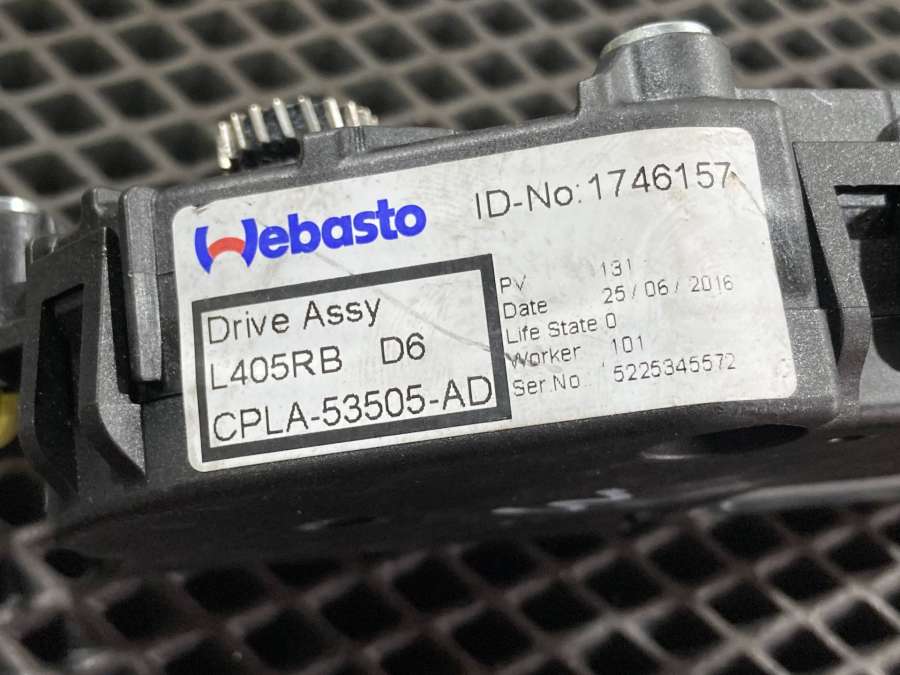 Webasto
ID-No:1746157
Drive Assy
L405RB D6
CPLA-53505-AD
PV 131
Date 25/06/2016
Life State 0
Worker 101
Ser.No.: 5225345572